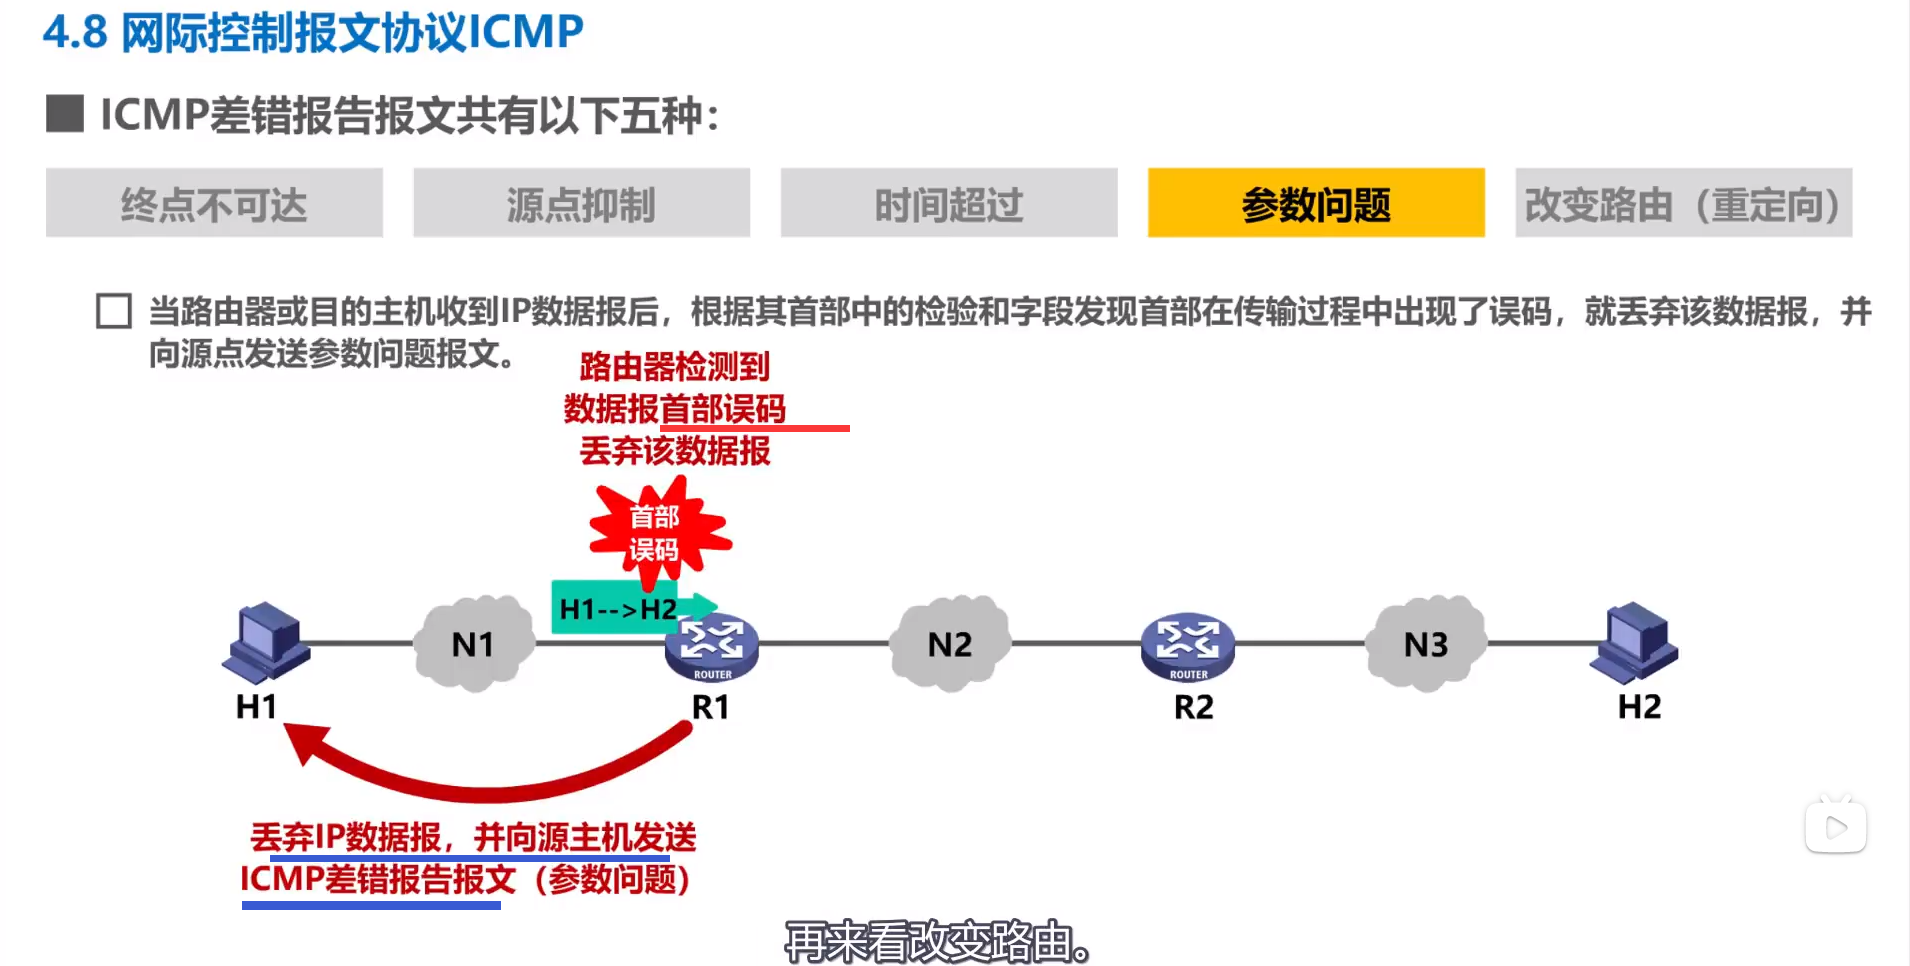 4.8 网际控制报文协议ICMP
ICMP差错报告报文共有以下五种：
终点不可达
源点抑制
时间超过
参数问题
改变路由（重定向）
当路由器或目的主机收到IP数据报后，根据其首部中的检验和字段发现首部在传输过程中出现了误码，就丢弃该数据报，并
向源点发送参数问题报文。
路由器检测到
数据报首部误码
丢弃该数据报
首部
误码
H1-->H2
N1
N2
N3
ROUTER
ROUTER
H1
R1
R2
H2
丢弃IP数据报，并向源主机发送
ICMP差错报告报文（参数问题）
再来看改变路由。